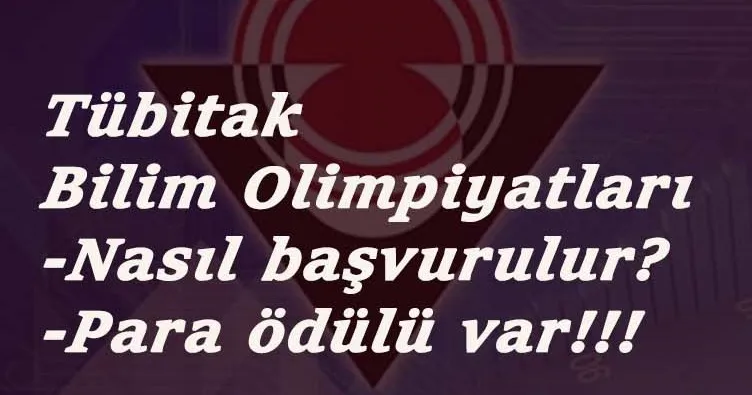 Tübitak
Bilim Olimpiyatları
-Nasıl başvurulur?
-Para ödülü var!!!